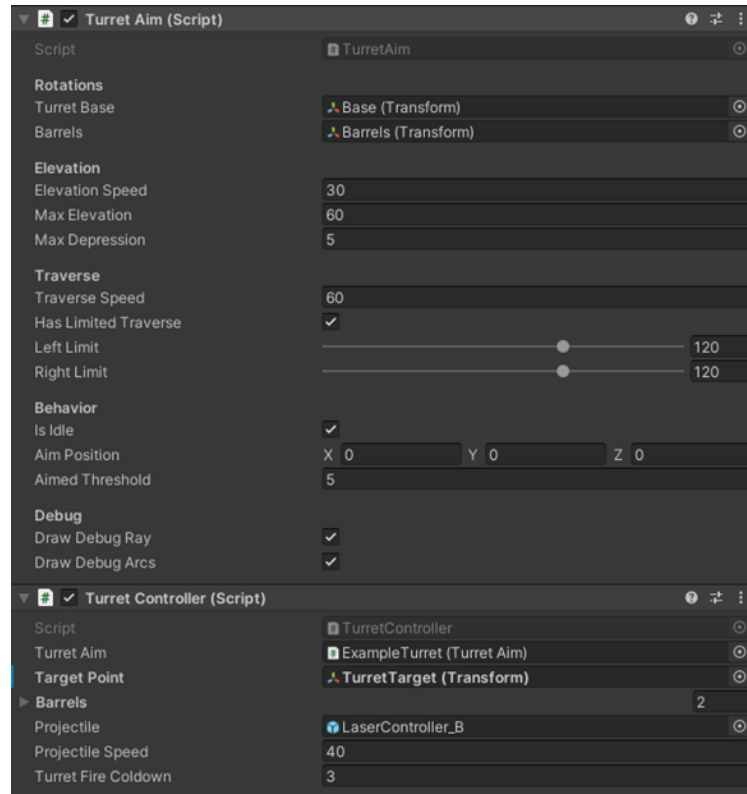 Turret Aim (Script)
Script TurretAim
Rotations
Turret Base Base (Transform)
Barrels Barrels (Transform)
Elevation
Elevation Speed 30
Max Elevation 60
Max Depression 5
Traverse
Traverse Speed 60
Has Limited Traverse
Left Limit 120
Right Limit 120
Behavior
Is Idle
Aim Position X 0 Y 0 Z 0
Aimed Threshold 5
Debug
Draw Debug Ray
Draw Debug Arcs
Turret Controller (Script)
Script TurretController
Turret Aim ExampleTurret (Turret Aim)
Target Point TurretTarget (Transform)
Barrels 2
Projectile LaserController_B
Projectile Speed 40
Turret Fire Coldown 3